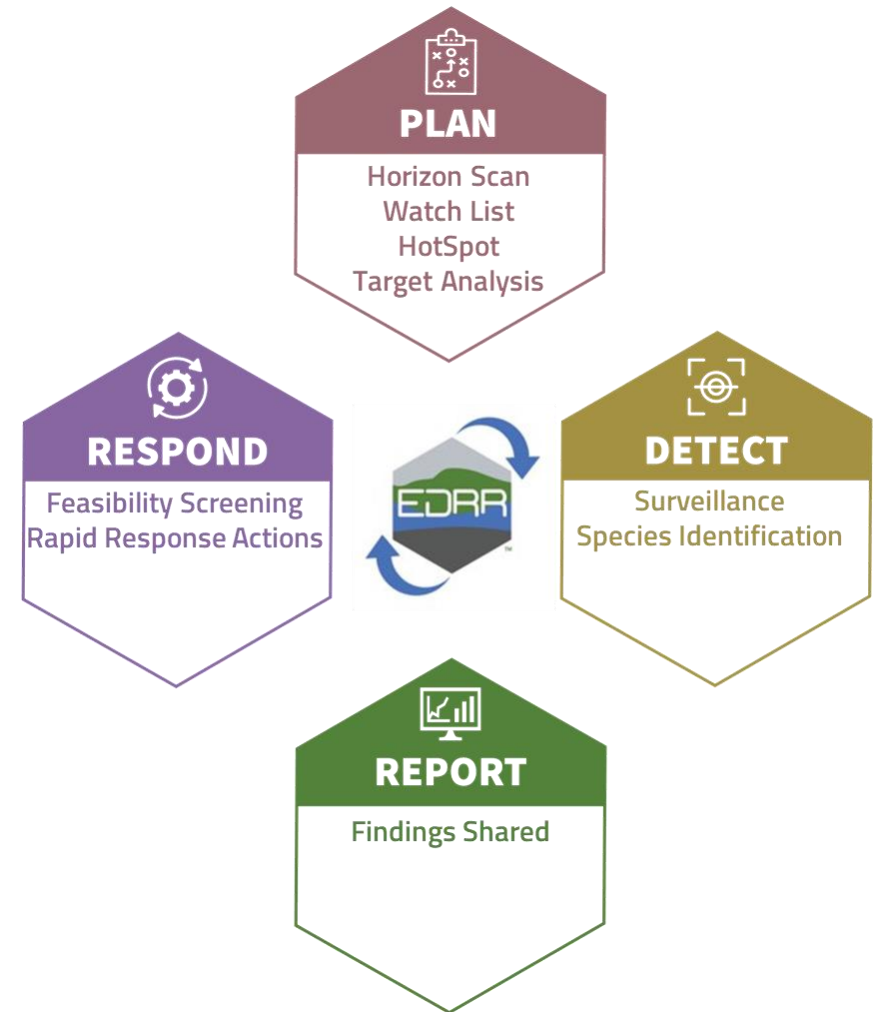 PLAN
Horizon Scan
Watch List
HotSpot
Target Analysis
RESPOND
Feasibility Screening
Rapid Response Actions
EDRR
™
DETECT
Surveillance
Species Identification
REPORT
Findings Shared